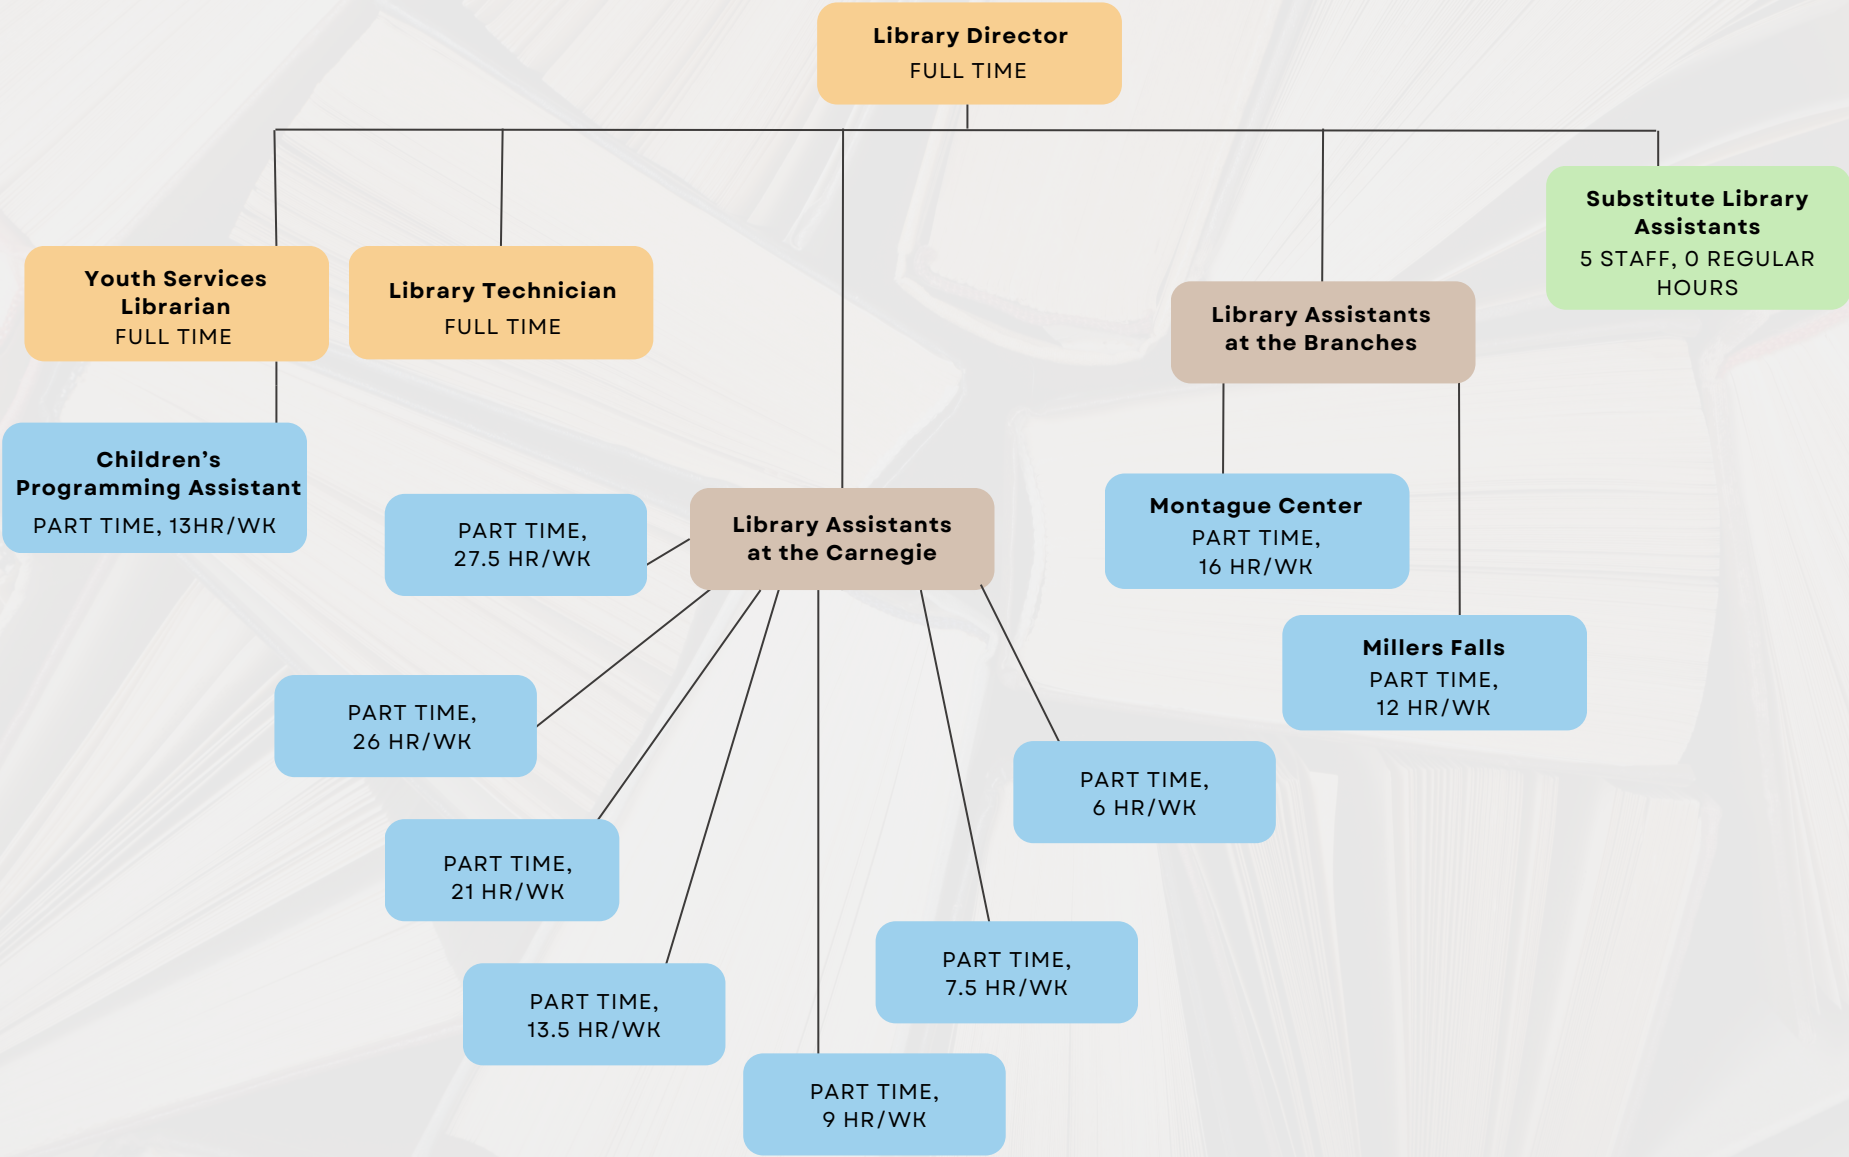 Library Director
FULL TIME
Substitute Library
Assistants
5 STAFF, 0 REGULAR
HOURS
Youth Services
Librarian
FULL TIME
Library Technician
FULL TIME
Library Assistants
at the Branches
Children’s
Programming Assistant
PART TIME, 13HR/WK
PART TIME,
27.5 HR/WK
Library Assistants
at the Carnegie
Montague Center
PART TIME,
16 HR/WK
Millers Falls
PART TIME,
12 HR/WK
PART TIME,
26 HR/WK
PART TIME,
6 HR/WK
PART TIME,
21 HR/WK
PART TIME,
7.5 HR/WK
PART TIME,
13.5 HR/WK
PART TIME,
9 HR/WK